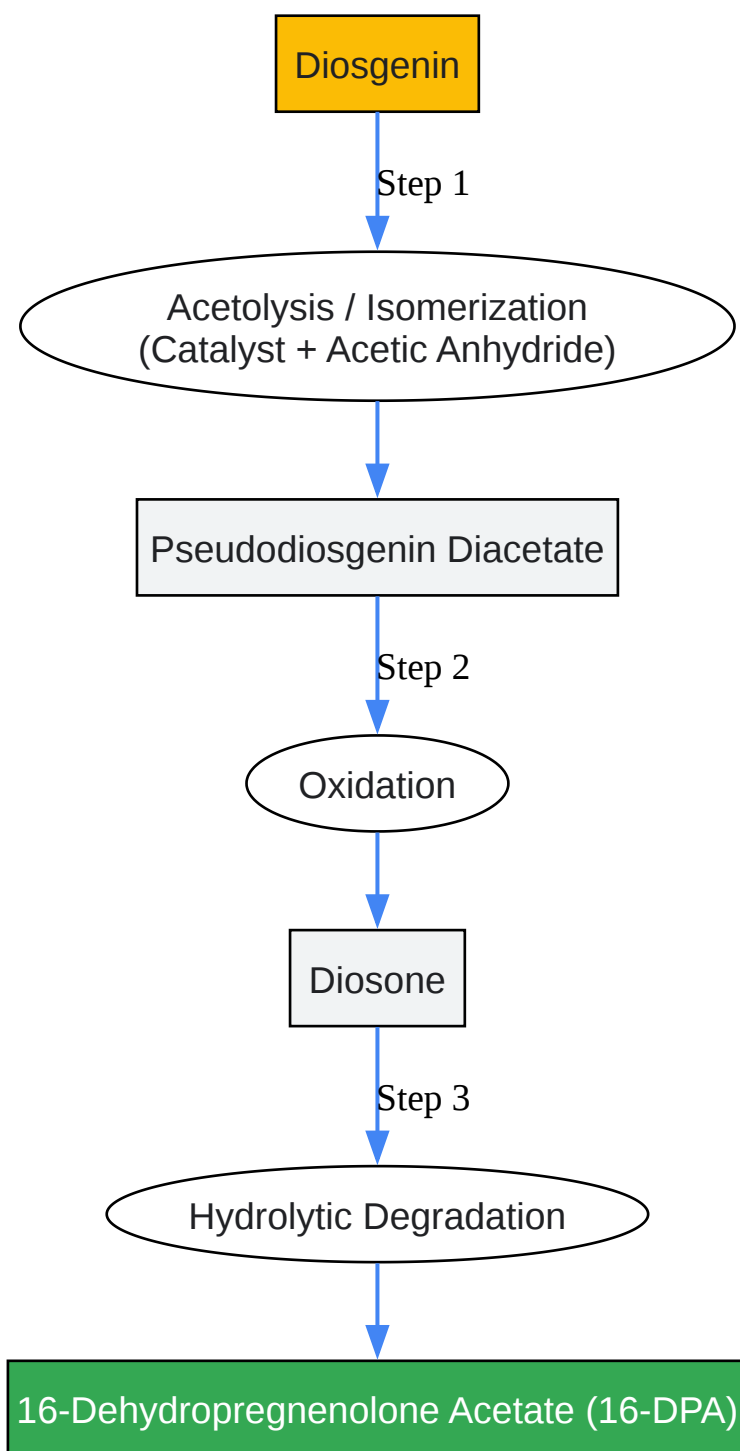 Diosgenin
Step 1
Acetolysis / Isomerization
(Catalyst + Acetic Anhydride)
Pseudodiosgenin Diacetate
Step 2
Oxidation
Diosone
Step 3
Hydrolytic Degradation
16-Dehydropregnenolone Acetate (16-DPA)